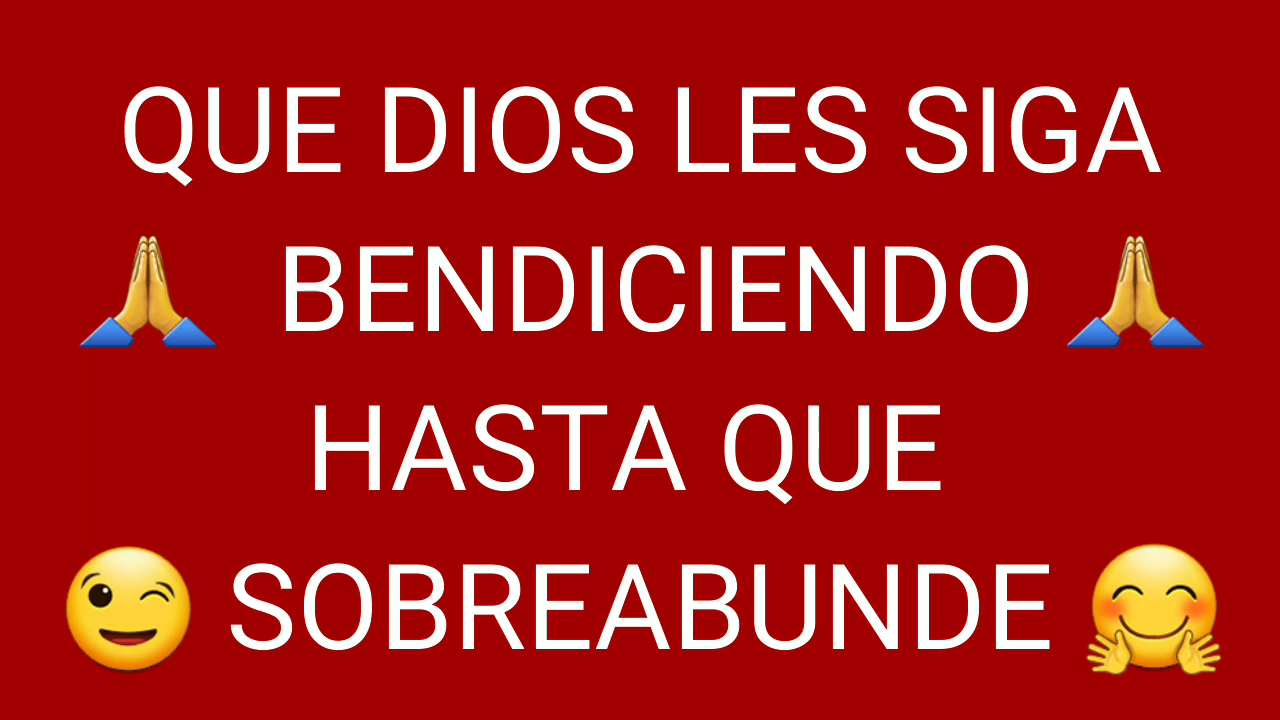 QUE DIOS LES SIGA
🙏 BENDICIENDO 🙏
HASTA QUE
😉 SOBREABUNDE 🤗